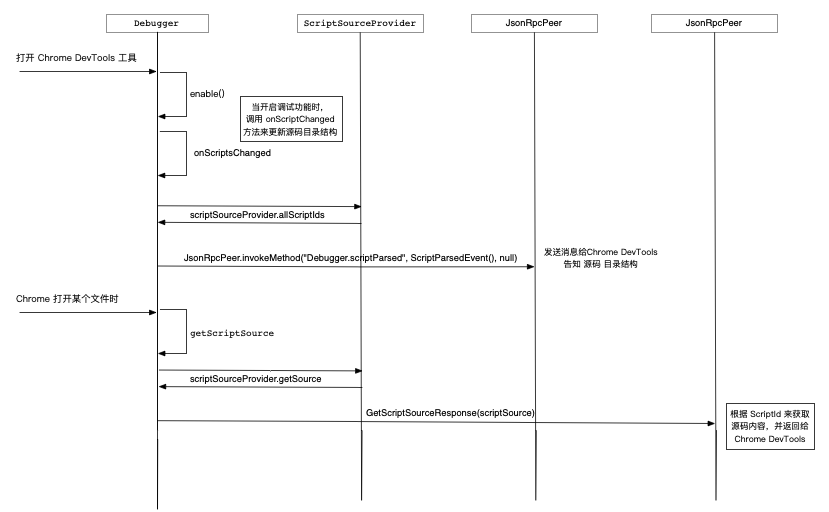 Debugger
ScriptSourceProvider
JsonRpcPeer
JsonRpcPeer
打开 Chrome DevTools 工具
enable()
当开启调试功能时，
调用 onScriptChanged
方法来更新源码目录结构
onScriptsChanged
scriptSourceProvider.allScriptIds
JsonRpcPeer.invokeMethod("Debugger.scriptParsed", ScriptParsedEvent(), null)
发送消息给Chrome DevTools
告知 源码 目录结构
Chrome 打开某个文件时
getScriptSource
scriptSourceProvider.getSource
GetScriptSourceResponse(scriptSource)
根据 ScriptId 来获取
源码内容，并返回给
Chrome DevTools